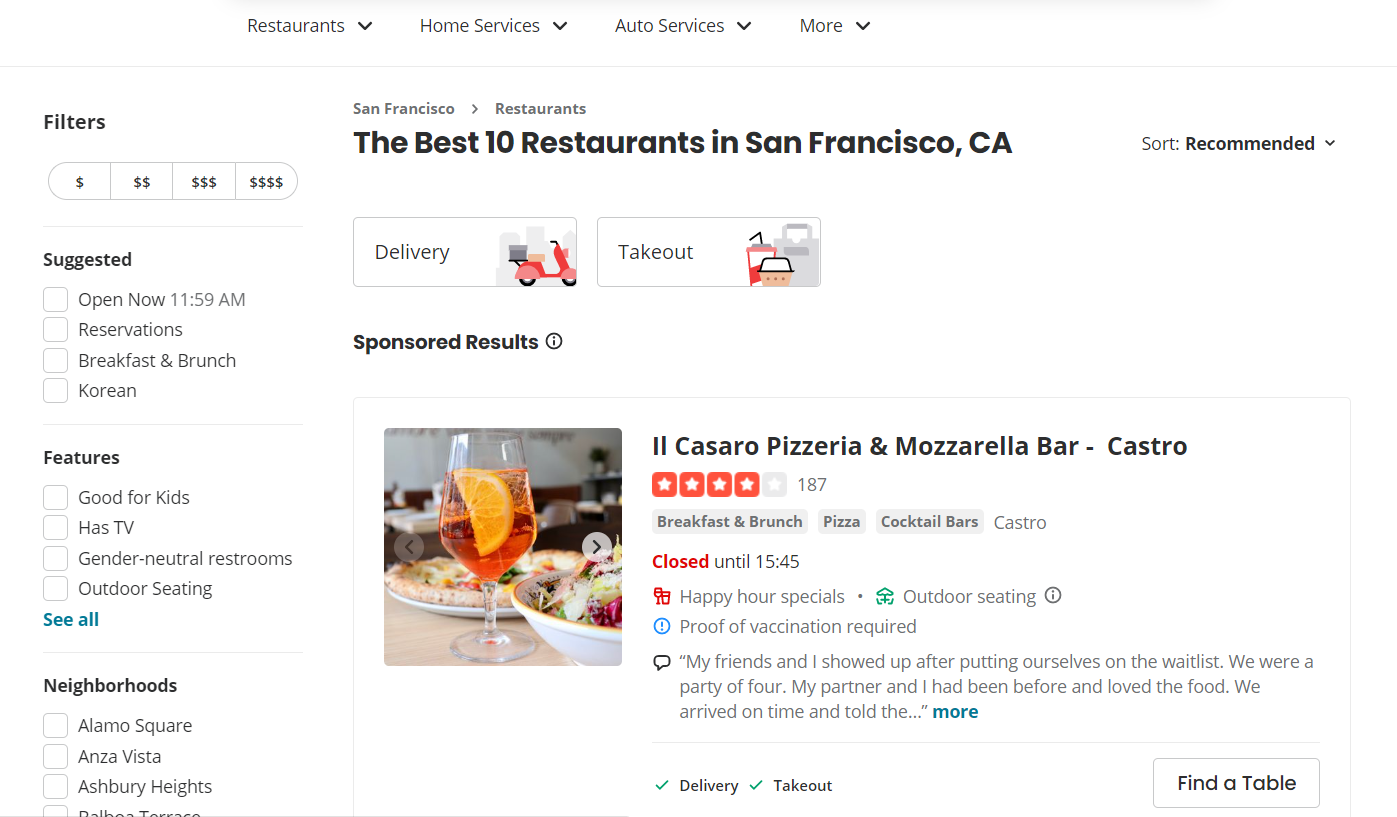 Restaurants
Home Services
Auto Services
More
Filters
$
$$
$$$
$$$$
Suggested
Open Now 11:59 AM
Reservations
Breakfast & Brunch
Korean
Features
Good for Kids
Has TV
Gender-neutral restrooms
Outdoor Seating
See all
Neighborhoods
Alamo Square
Anza Vista
Ashbury Heights
Balboa Terrace
San Francisco > Restaurants
The Best 10 Restaurants in San Francisco, CA
Sort: Recommended
Delivery
Takeout
Sponsored Results
Il Casaro Pizzeria & Mozzarella Bar - Castro
187
Breakfast & Brunch Pizza Cocktail Bars Castro
Closed until 15:45
Happy hour specials • Outdoor seating
Proof of vaccination required
“My friends and I showed up after putting ourselves on the waitlist. We were a
party of four. My partner and I had been before and loved the food. We
arrived on time and told the...” more
Delivery Takeout
Find a Table